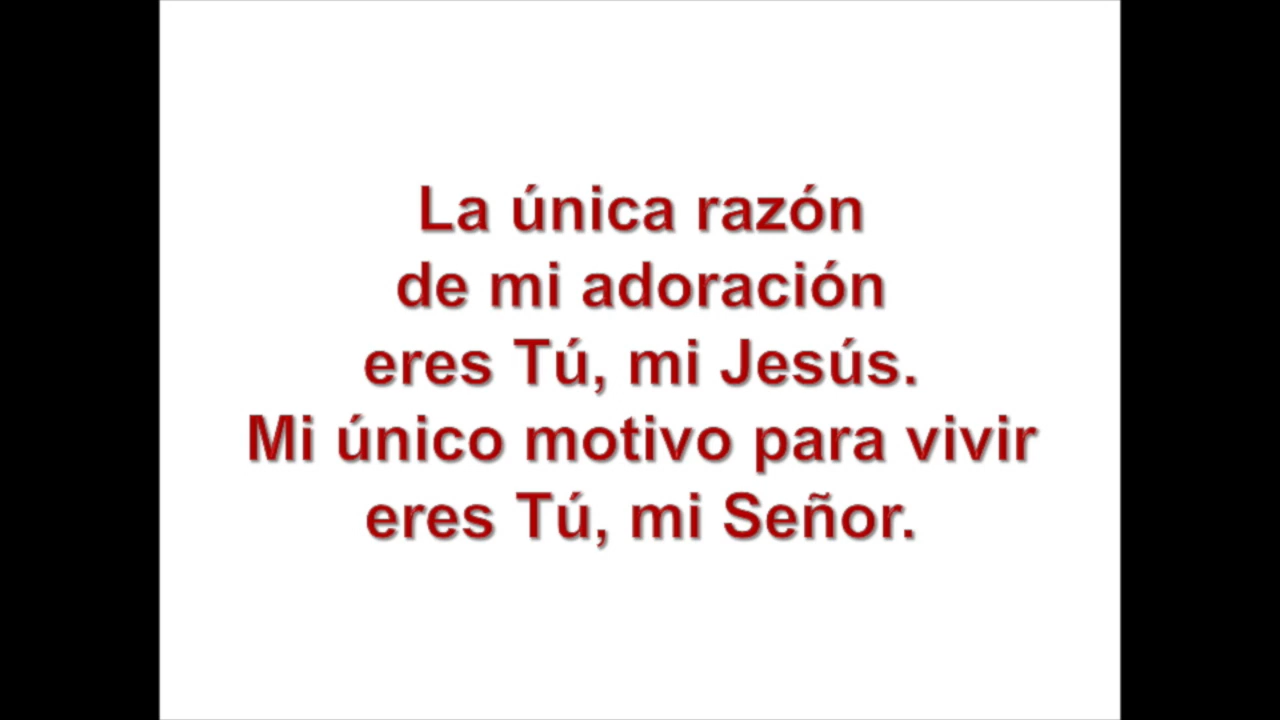 La única razón
de mi adoración
eres Tú, mi Jesús.
Mi único motivo para vivir
eres Tú, mi Señor.